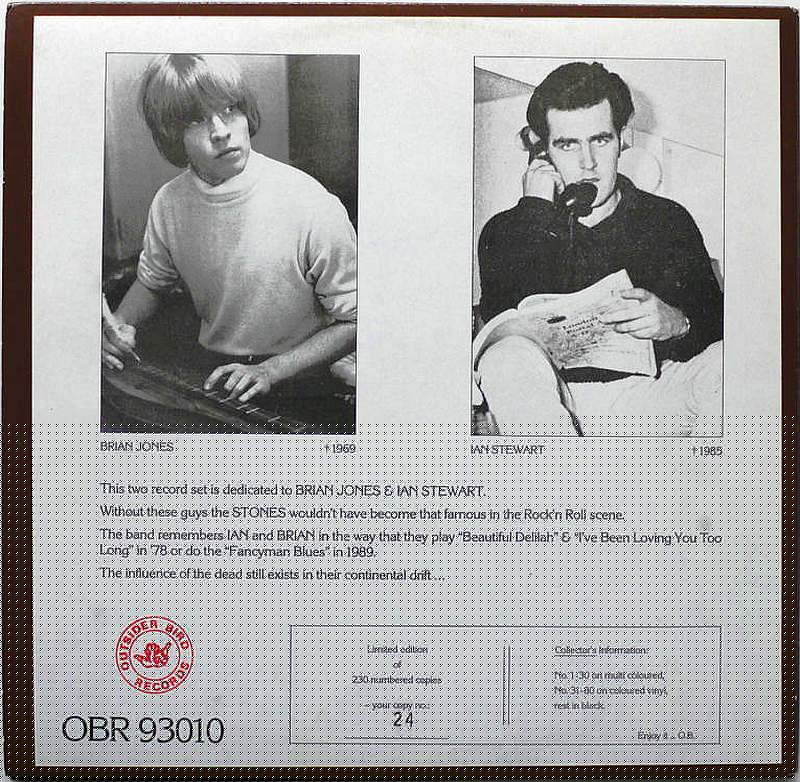 London
Postal
BRIAN JONES †1969
IAN STEWART †1985
This two record set is dedicated to BRIAN JONES & IAN STEWART.
Without these guys the STONES wouldn't have become that famous in the Rock'n Roll scene.
The band remembers IAN and BRIAN in the way that they play "Beautiful Delilah" & "I've Been Loving You Too
Long" in '78 or do the "Fancyman Blues" in 1989.
The influence of the dead still exists in their continental drift ...
OUTSIDER BIRD
RECORDS
OBR 93010
Limited edition
of
230 numbered copies
– your copy no.:
24
Collector's Information:
No. 1-30 on multi coloured,
No. 31-80 on coloured vinyl,
rest in black.
Enjoy it ... O.B.